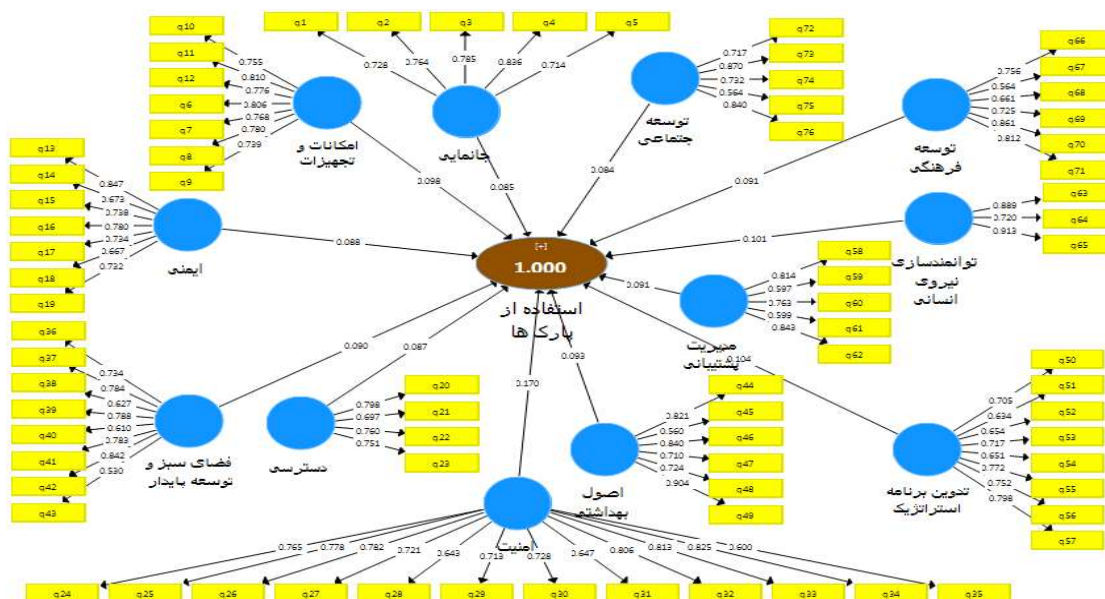 q10
q11
q12
q6
q7
q8
q9
0.755
0.810
0.776
0.806
0.768
0.780
0.739
امکانات و
تجهیزات
0.098
q1
q2
q3
q4
q5
0.728
0.764
0.785
0.836
0.714
جانمایی
0.085
q72
q73
q74
q75
q76
0.717
0.870
0.732
0.564
0.840
توسعه
جتماعی
0.084
q66
q67
q68
q69
q70
q71
0.756
0.564
0.661
0.725
0.861
0.812
توسعه
فرهنگی
0.091
q13
q14
q15
q16
q17
q18
q19
0.847
0.673
0.738
0.780
0.734
0.667
0.732
ایمنی
0.088
[+]
1.000
استفاده از
پارک ها
q63
q64
q65
0.889
0.720
0.913
توانمندسازی
نیروی
انسانی
0.101
q58
q59
q60
q61
q62
0.814
0.597
0.763
0.599
0.843
مدیریت
پشتیبانی
0.091
q36
q37
q38
q39
q40
q41
q42
q43
0.734
0.784
0.627
0.788
0.610
0.783
0.842
0.530
فضای سبز و
توسعه پایدار
0.090
q20
q21
q22
q23
0.798
0.697
0.760
0.751
دسترسی
0.087
q44
q45
q46
q47
q48
q49
0.821
0.560
0.840
0.710
0.724
0.904
اصول
بهداشتی
0.093
q50
q51
q52
q53
q54
q55
q56
q57
0.705
0.634
0.654
0.717
0.651
0.772
0.752
0.798
تدوین برنامه
استراتژیک
0.104
امنیت
0.170
0.765
0.778
0.782
0.721
0.643
0.713
0.728
0.647
0.806
0.813
0.825
0.600
q24
q25
q26
q27
q28
q29
q30
q31
q32
q33
q34
q35